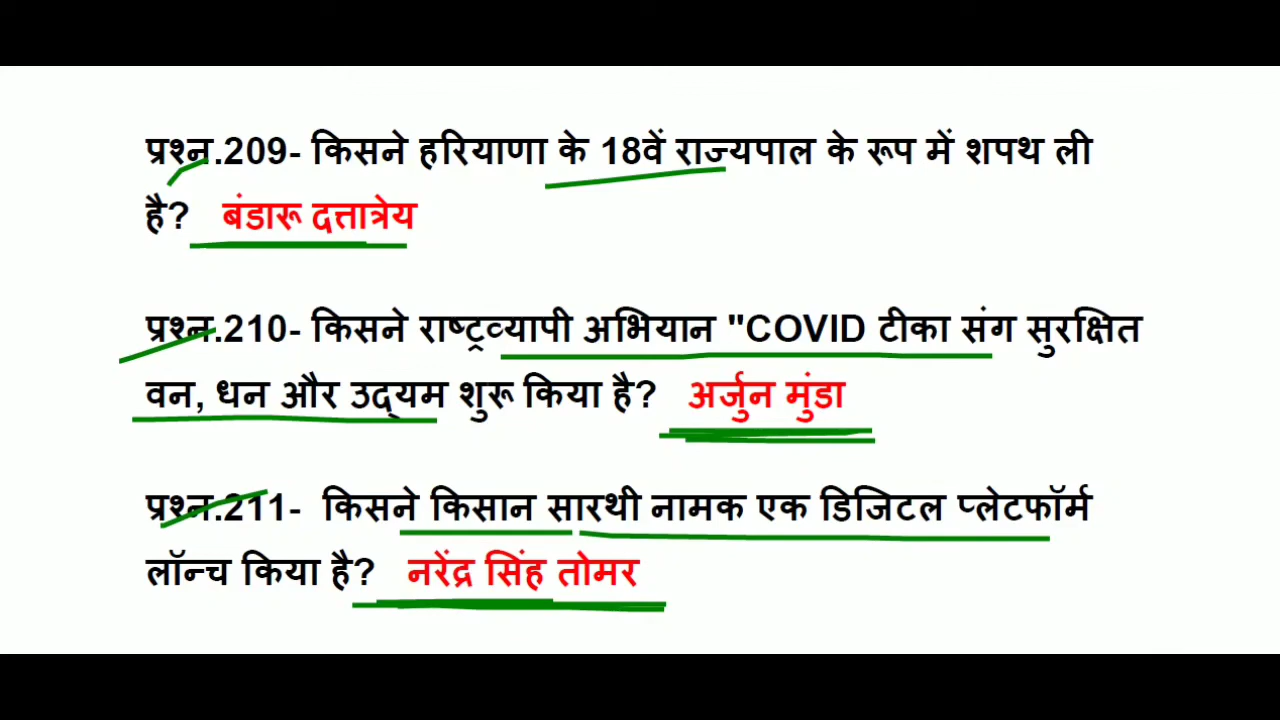 प्रश्न.209- किसने हरियाणा के 18वें राज्यपाल के रूप में शपथ ली
है? बंडारू दत्तात्रेय
प्रश्न.210- किसने राष्ट्रव्यापी अभियान "COVID टीका संग सुरक्षित
वन, धन और उद्यम शुरू किया है? अर्जुन मुंडा
प्रश्न.211- किसने किसान सारथी नामक एक डिजिटल प्लेटफॉर्म
लॉन्च किया है? नरेंद्र सिंह तोमर